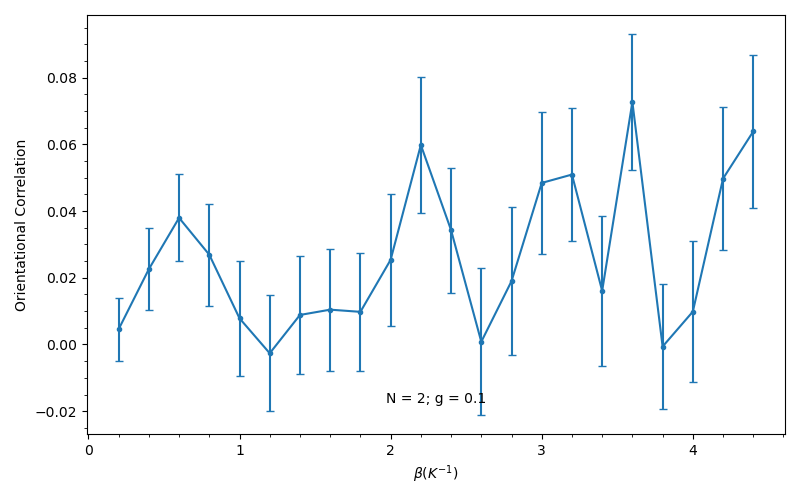 Orientational Correlation
0.08
0.06
0.04
0.02
0.00
−0.02
N = 2; g = 0.1
0 1 2 3 4
β(K⁻¹)